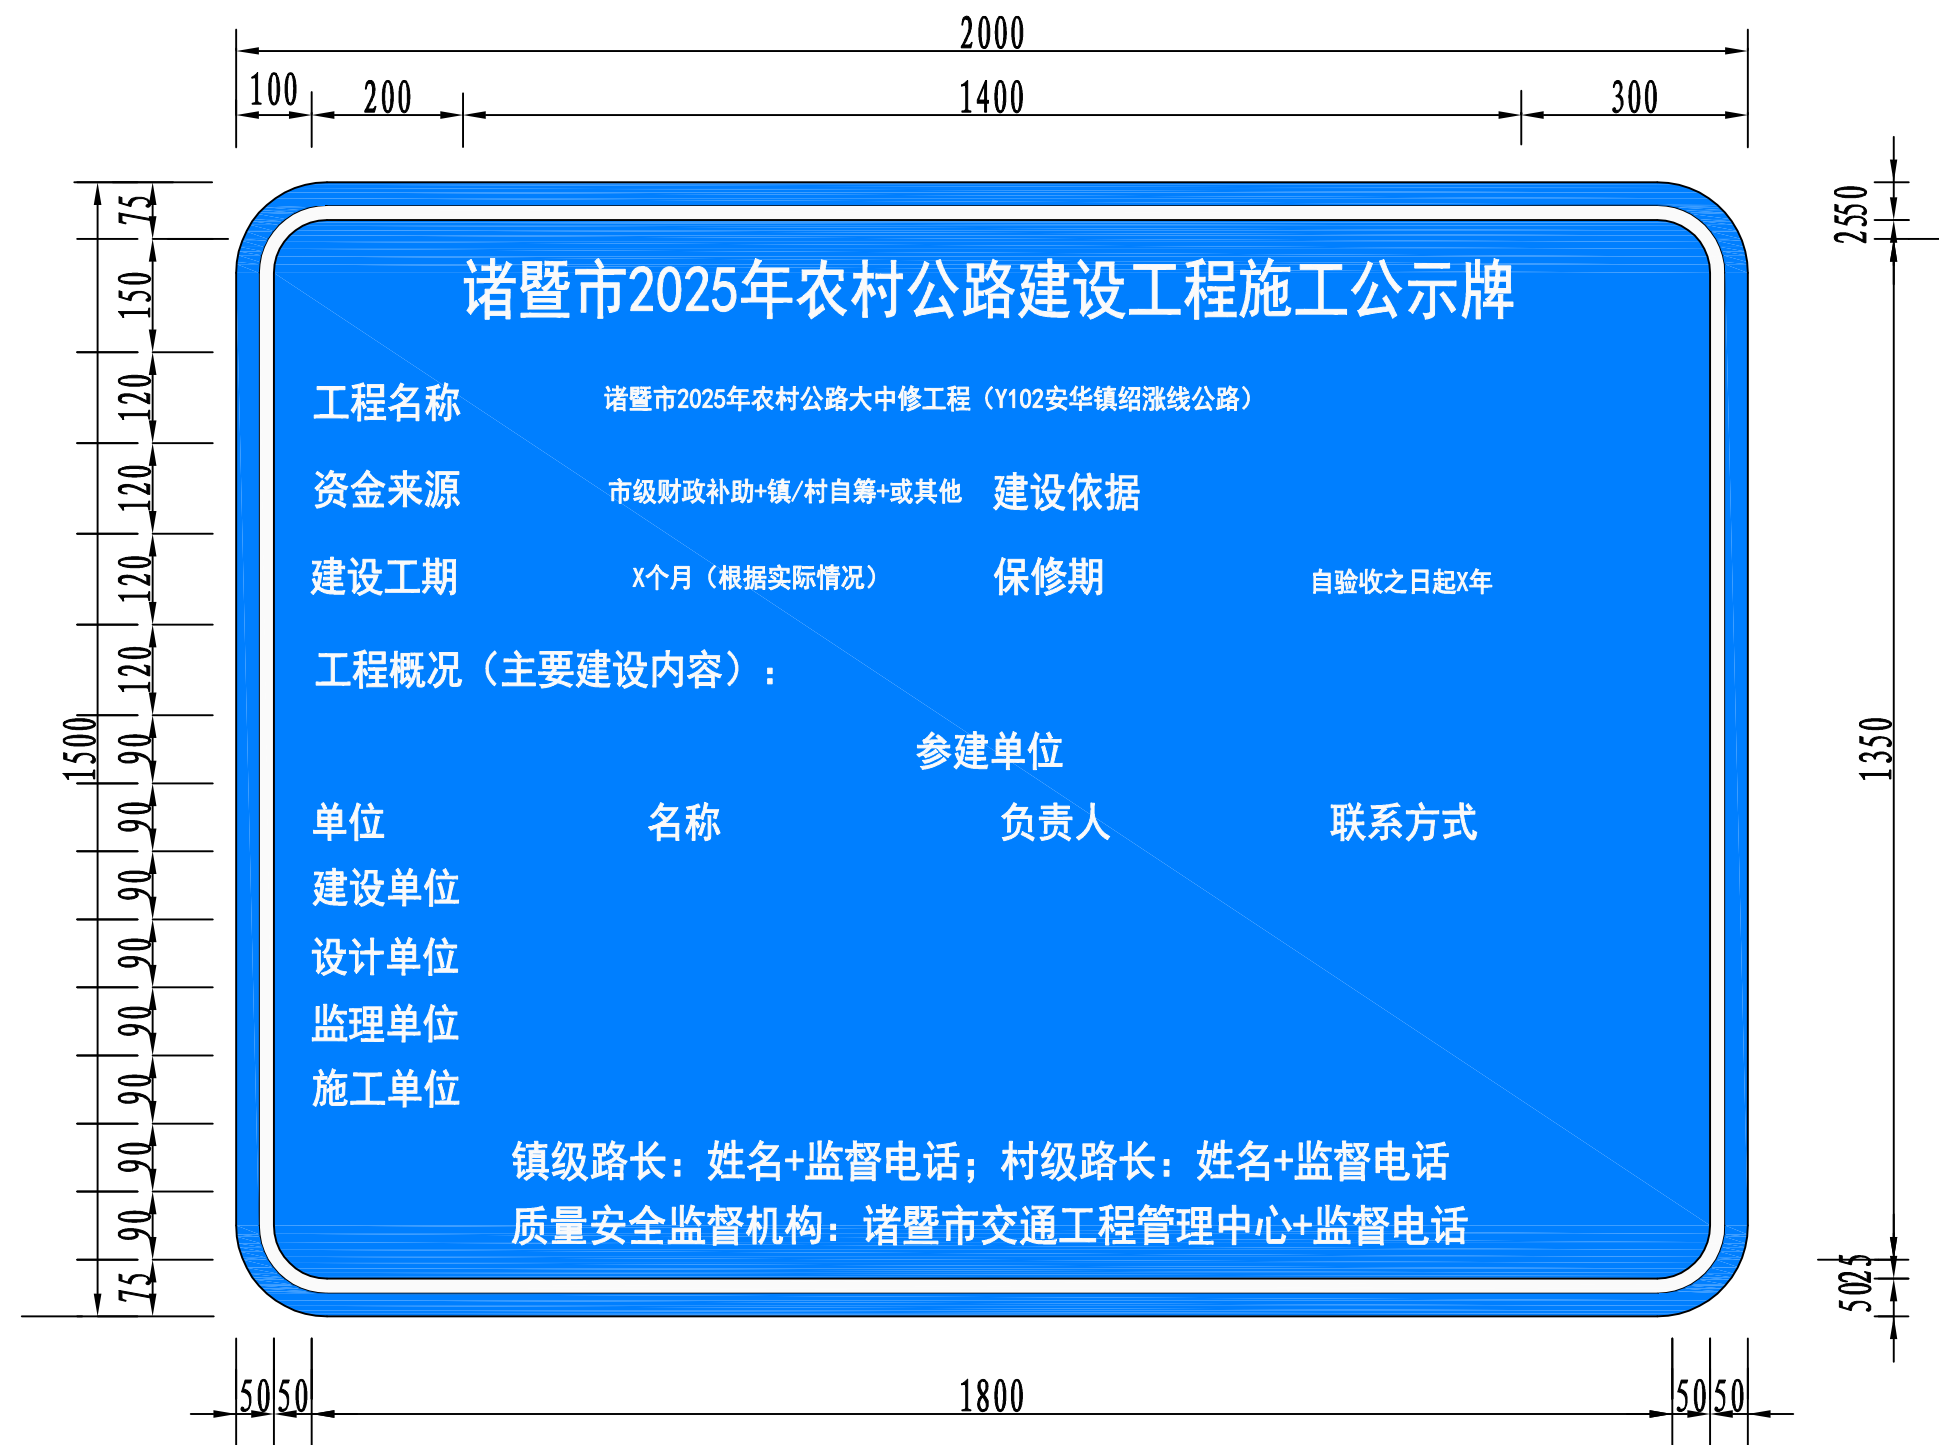 2000
100 200 1400 300
诸暨市2025年农村公路建设工程施工公示牌
工程名称 诸暨市2025年农村公路大中修工程（Y102安华镇绍涨线公路）
资金来源 市级财政补助+镇/村自筹+或其他 建设依据
建设工期 X个月（根据实际情况） 保修期 自验收之日起X年
工程概况（主要建设内容）：
参建单位
单位 名称 负责人 联系方式
建设单位
设计单位
监理单位
施工单位
镇级路长：姓名+监督电话；村级路长：姓名+监督电话
质量安全监督机构：诸暨市交通工程管理中心+监督电话
75
150
120
120
120
120
90
90
90
90
90
90
90
90
75
1500
50
25
1350
25
50
50 50 1800 50 50